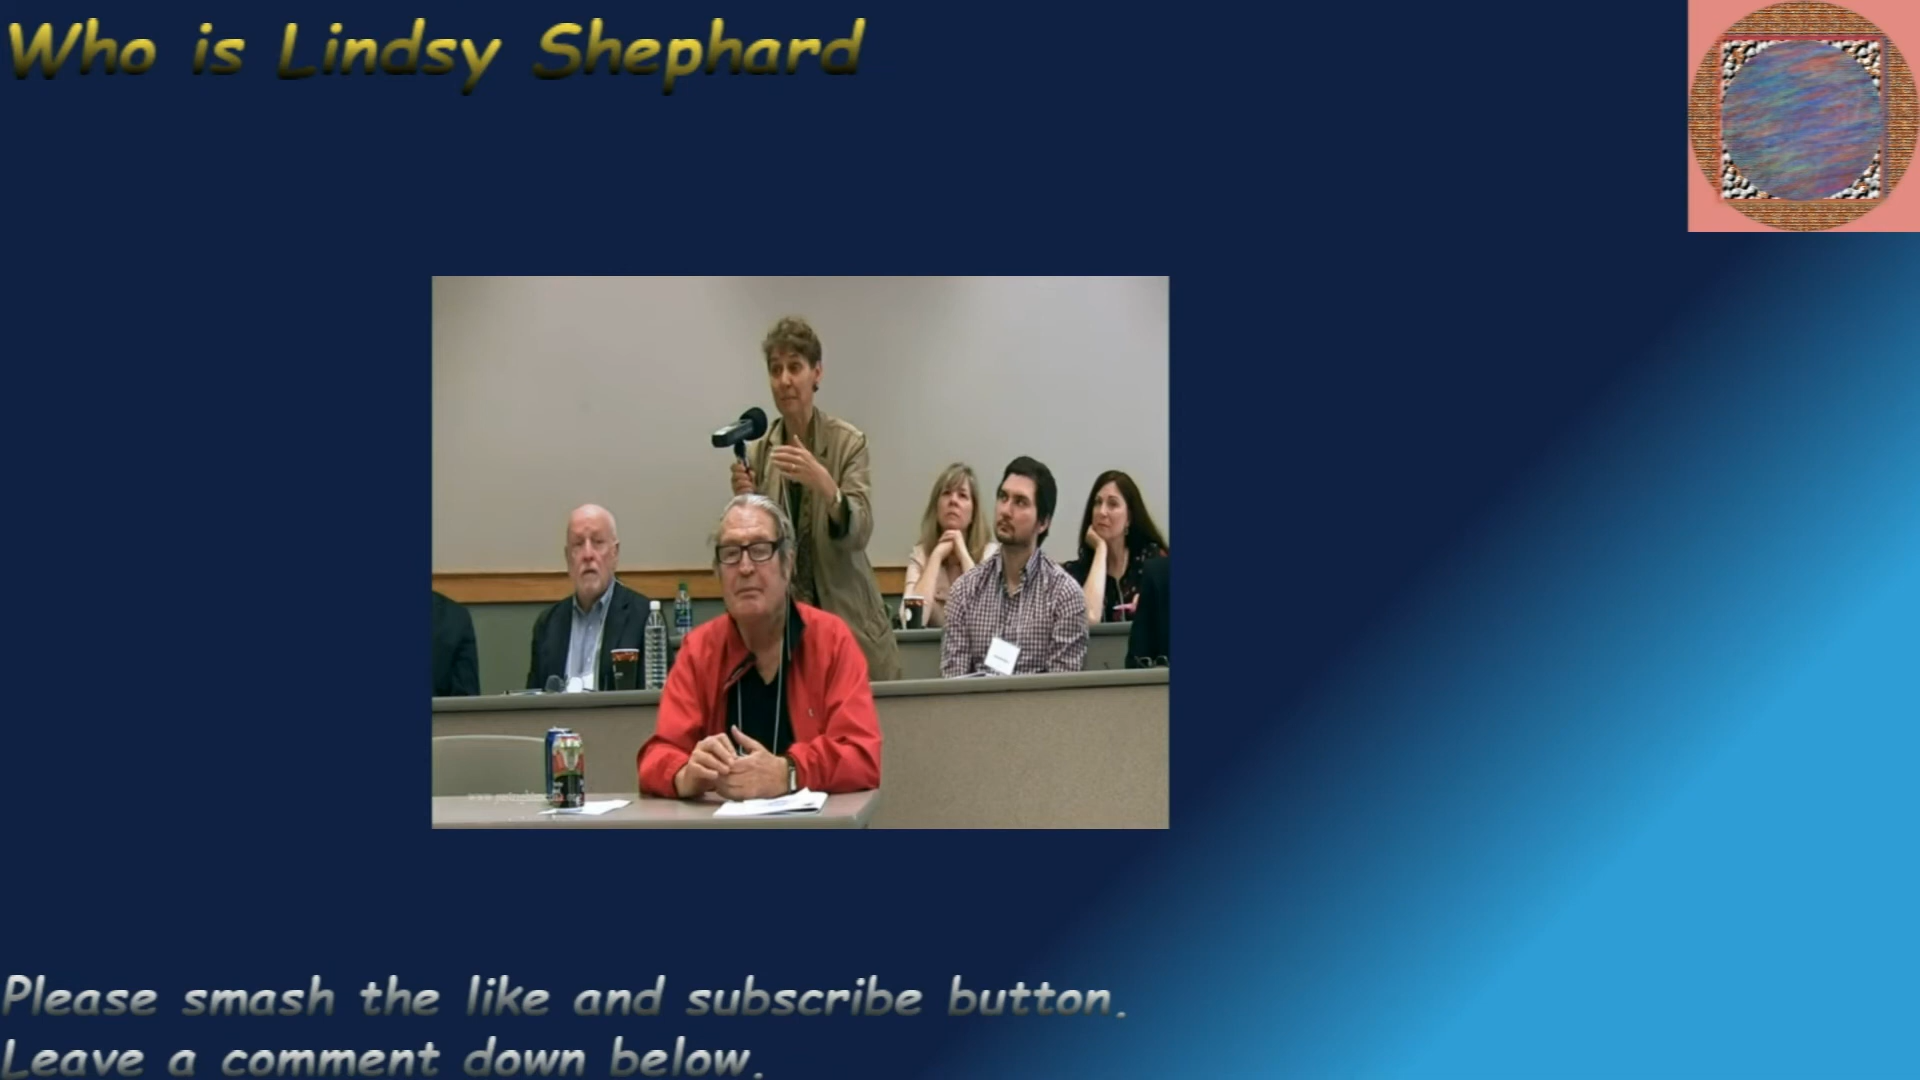 Who is Lindsy Shephard
Please smash the like and subscribe button.
Leave a comment down below.